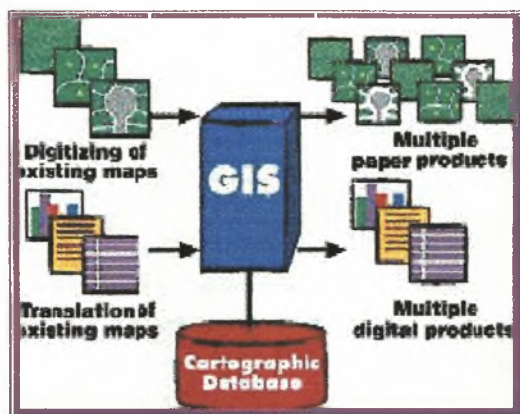 Digitizing of
existing maps
GIS
Multiple
paper products
Translation of
existing maps
Multiple
digital products
Cartographic
Database